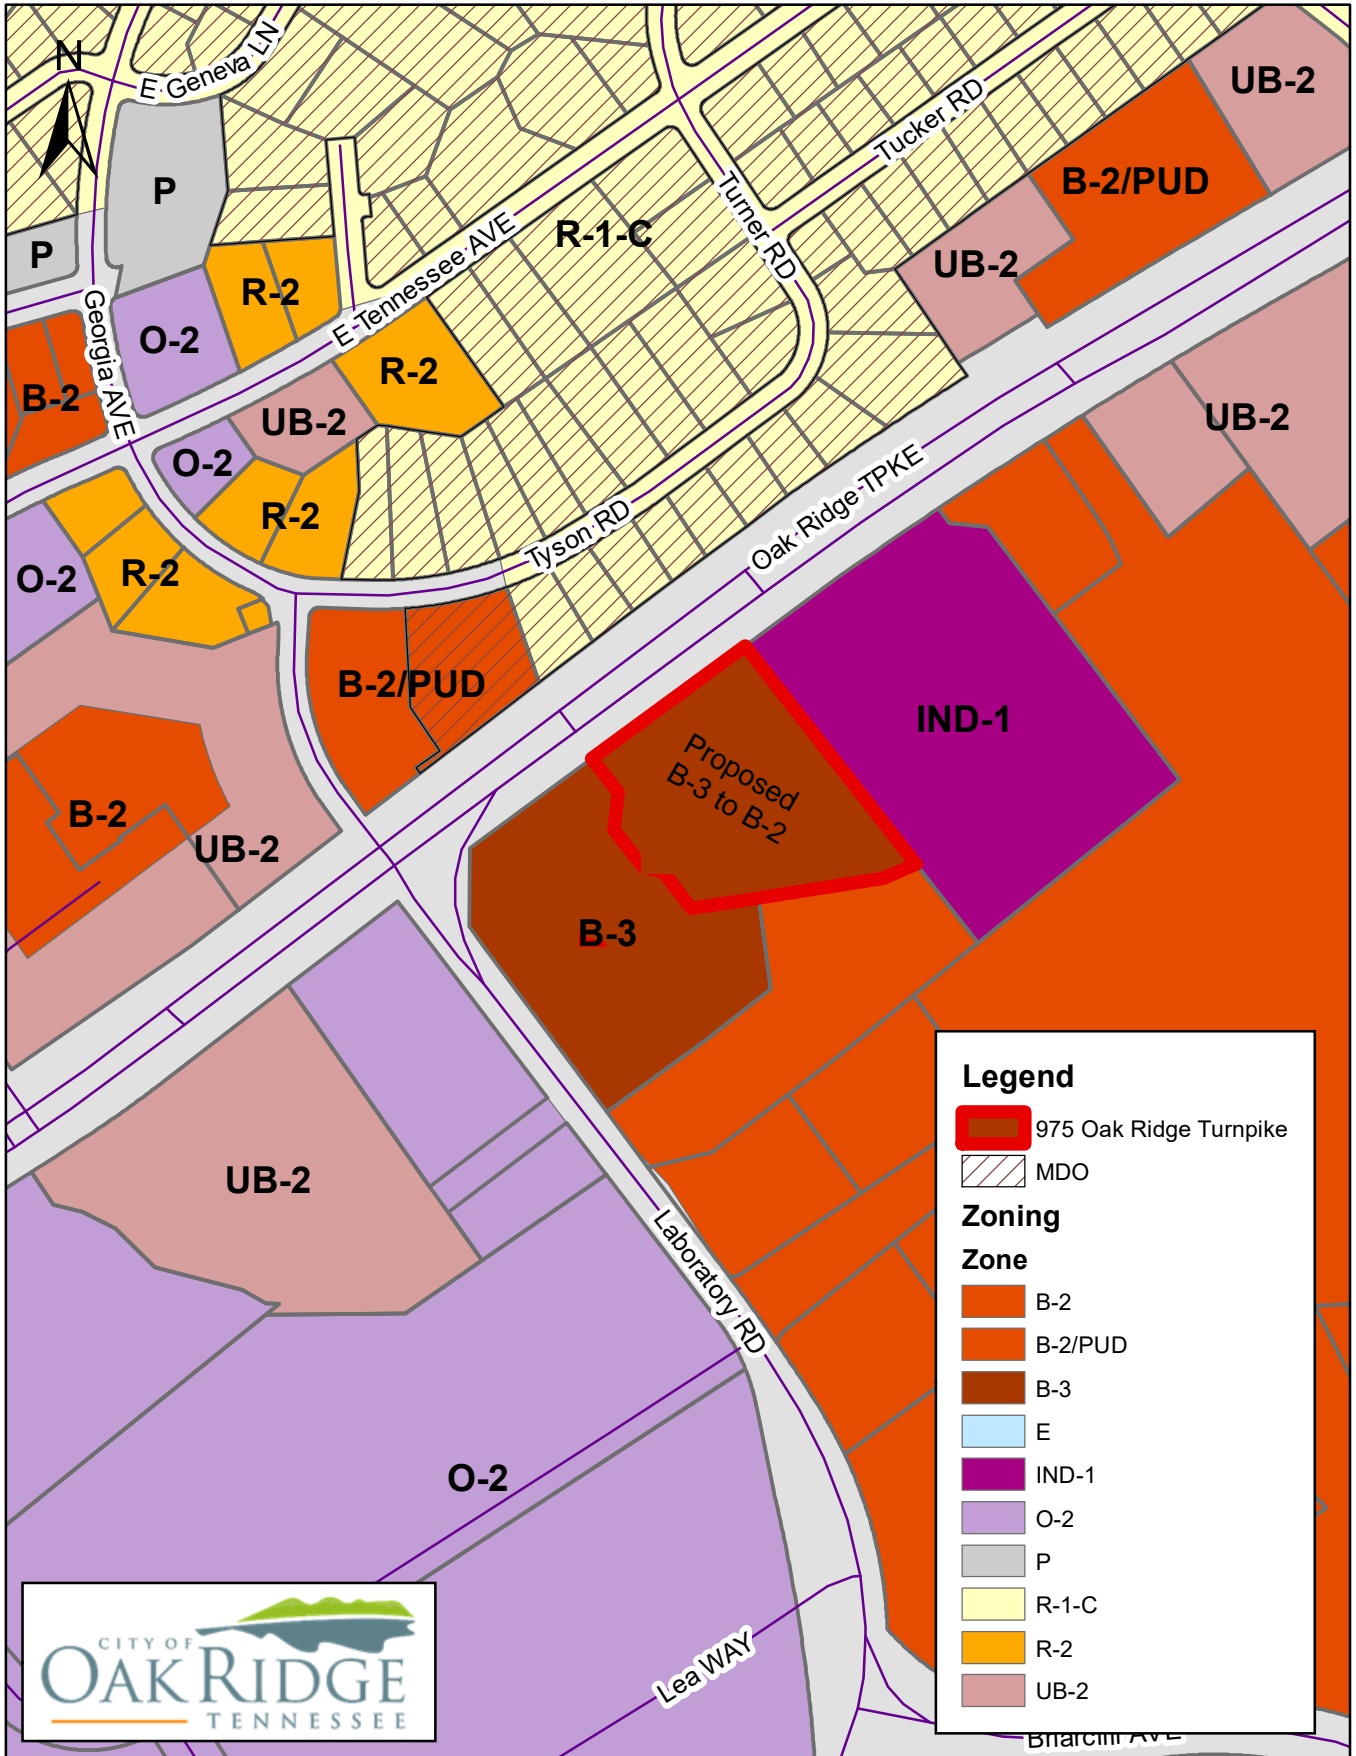 N
E Geneva LN
P
P
Georgia AVE
R-2
O-2
B-2
E Tennessee AVE
R-1-C
Turner RD
Tucker RD
UB-2
B-2/PUD
UB-2
R-2
UB-2
O-2
R-2
UB-2
Tyson RD
Oak Ridge TPKE
O-2
R-2
B-2/PUD
IND-1
Proposed
B-3 to B-2
B-2
UB-2
B-3
UB-2
Laboratory RD
O-2
Lea WAY
Legend
975 Oak Ridge Turnpike
MDO
Zoning
Zone
B-2
B-2/PUD
B-3
E
IND-1
O-2
P
R-1-C
R-2
UB-2
CITY OF
OAK RIDGE
TENNESSEE